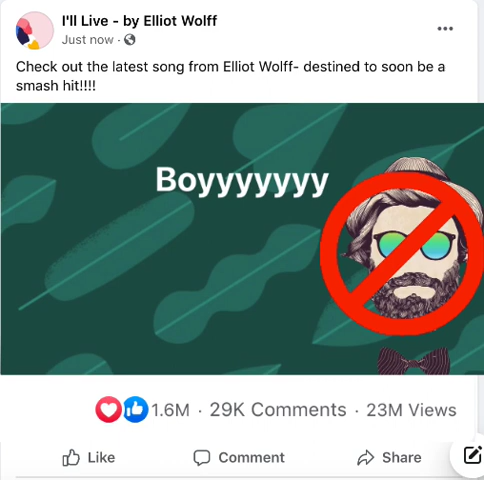 I'll Live - by Elliot Wolff
Just now ·
Check out the latest song from Elliot Wolff- destined to soon be a
smash hit!!!!
Boyyyyyyy
1.6M · 29K Comments · 23M Views
Like Comment Share